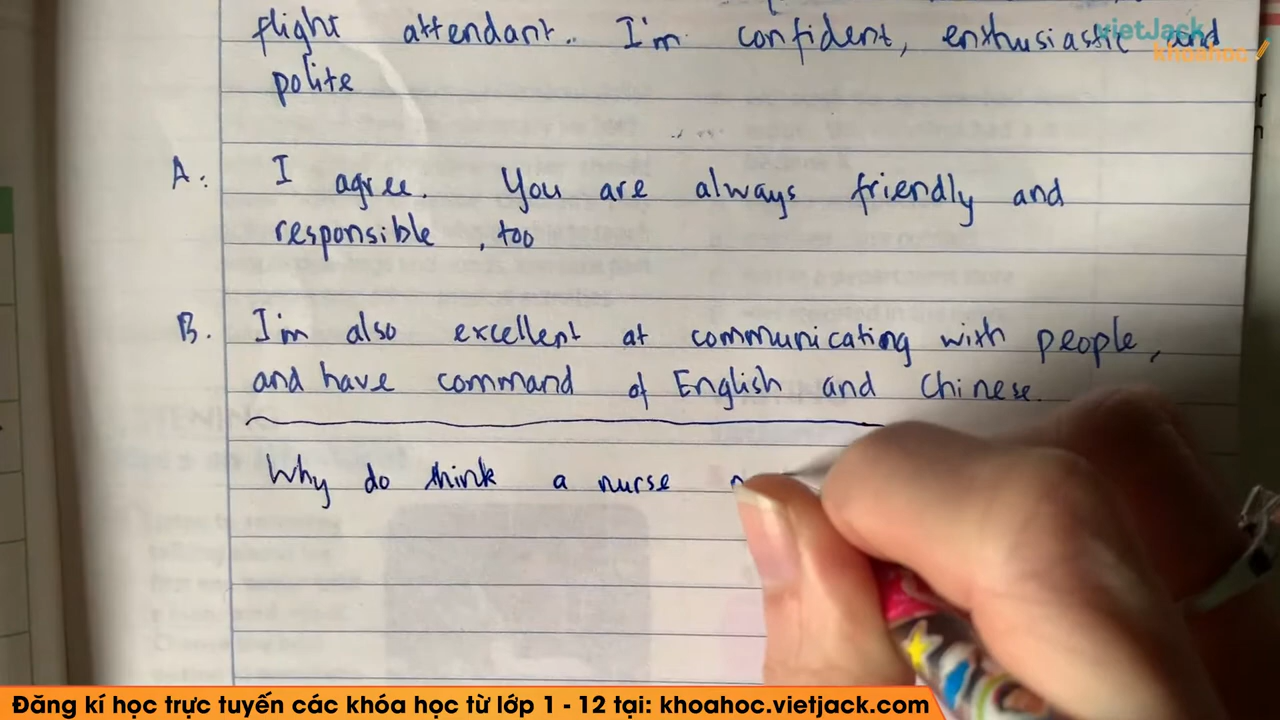 flight attendant. I'm confident, enthusiastic and
polite
A: I agree. You are always friendly and
responsible, too
B. I'm also excellent at communicating with people,
and have command of English and Chinese.
Why do think a nurse
vietJack
khoahoc
Đăng kí học trực tuyến các khóa học từ lớp 1 - 12 tại: khoahoc.vietjack.com